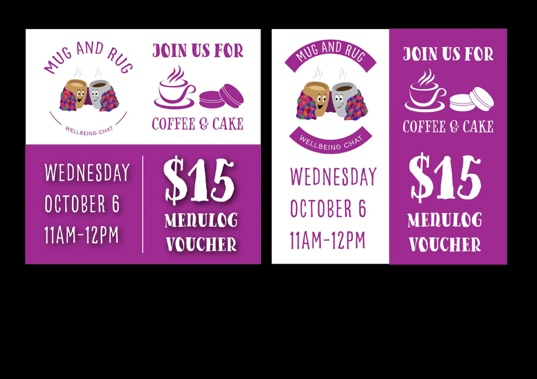 MUG AND RUG
WELLBEING CHAT
JOIN US FOR
COFFEE & CAKE
WEDNESDAY
OCTOBER 6
11AM-12PM
$15
MENULOG
VOUCHER
MUG AND RUG
WELLBEING CHAT
WEDNESDAY
OCTOBER 6
11AM-12PM
JOIN US FOR
COFFEE & CAKE
$15
MENULOG
VOUCHER